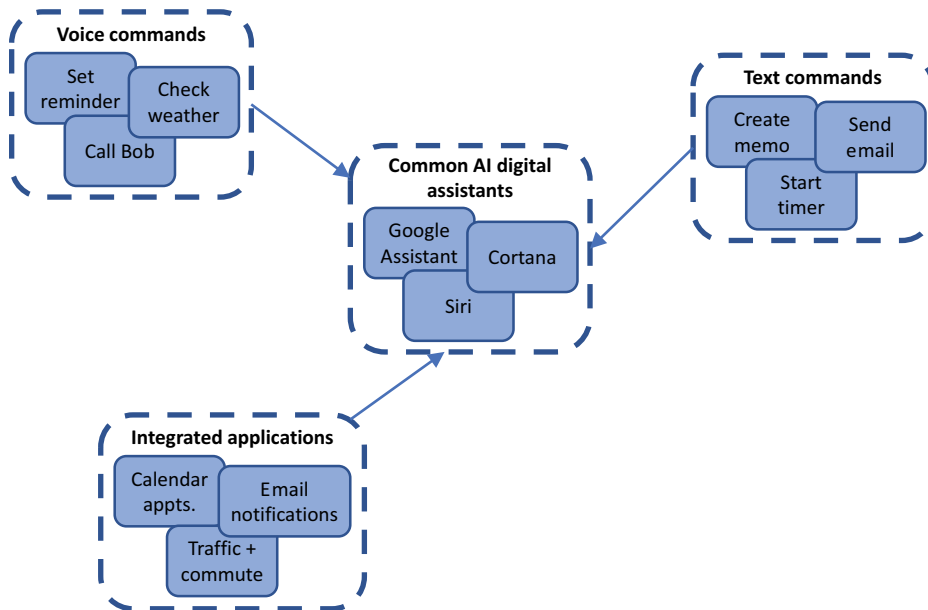 Voice commands
Set
reminder
Check
weather
Call Bob
Text commands
Create
memo
Send
email
Start
timer
Common AI digital
assistants
Google
Assistant
Cortana
Siri
Integrated applications
Calendar
appts.
Email
notifications
Traffic +
commute